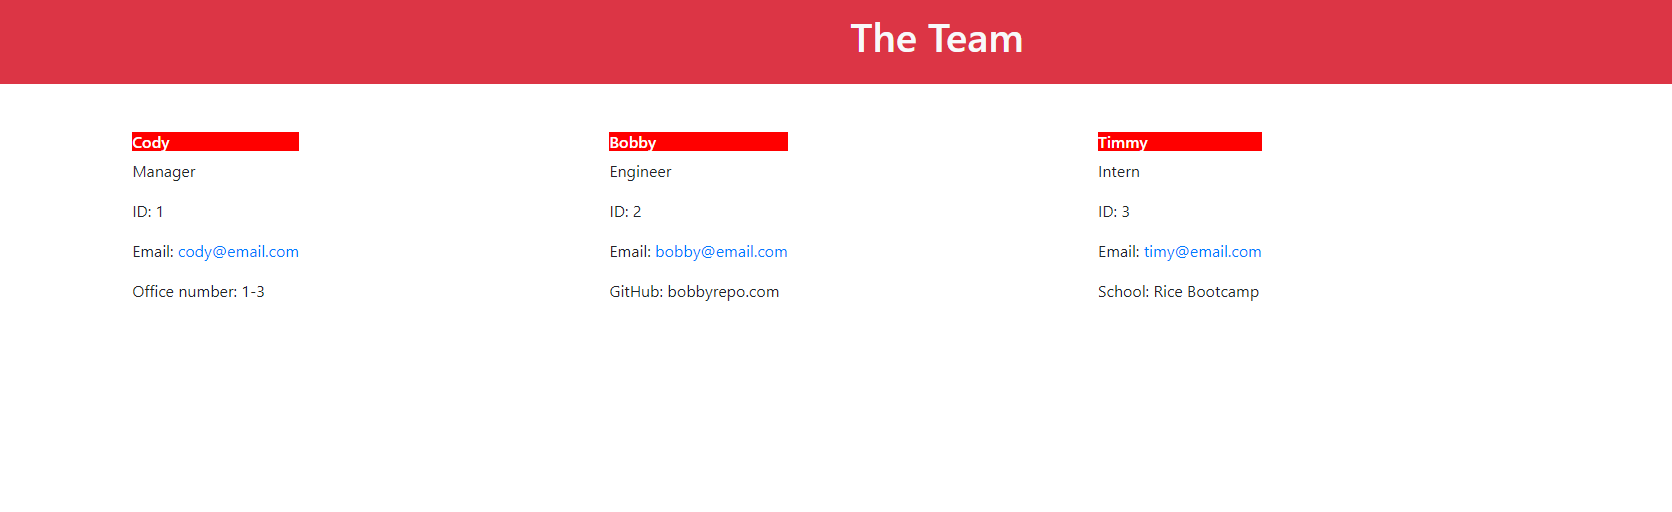 The Team
Cody
Manager
ID: 1
Email: cody@email.com
Office number: 1-3
Bobby
Engineer
ID: 2
Email: bobby@email.com
GitHub: bobbyrepo.com
Timmy
Intern
ID: 3
Email: timy@email.com
School: Rice Bootcamp